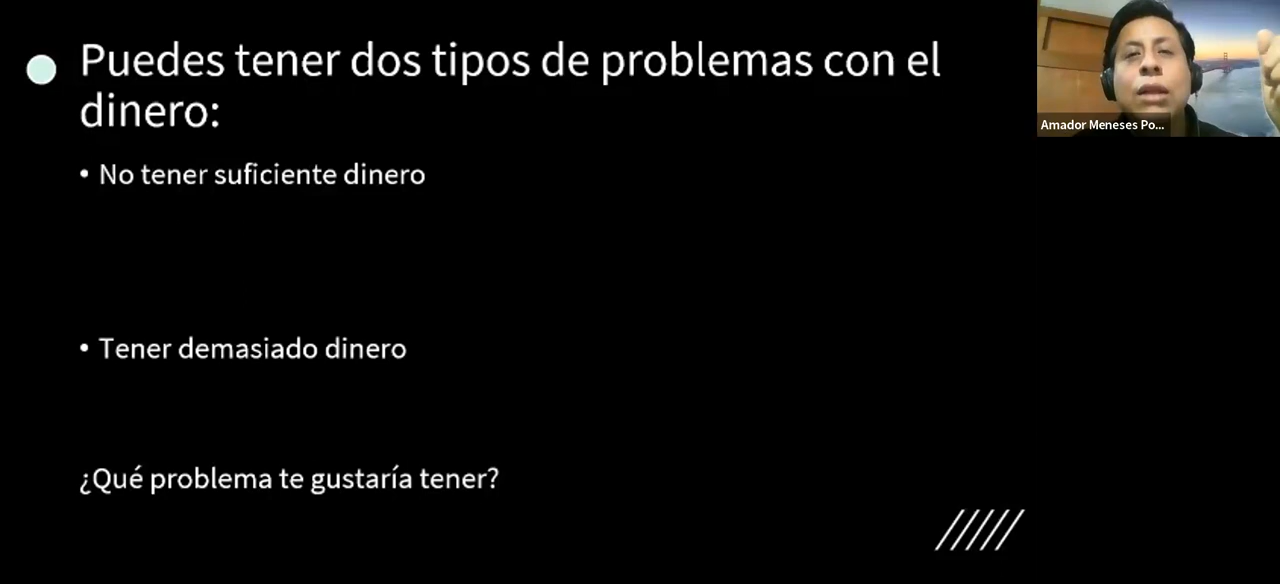 Puedes tener dos tipos de problemas con el
dinero:
• No tener suficiente dinero
• Tener demasiado dinero
¿Qué problema te gustaría tener?
Amador Meneses Po...